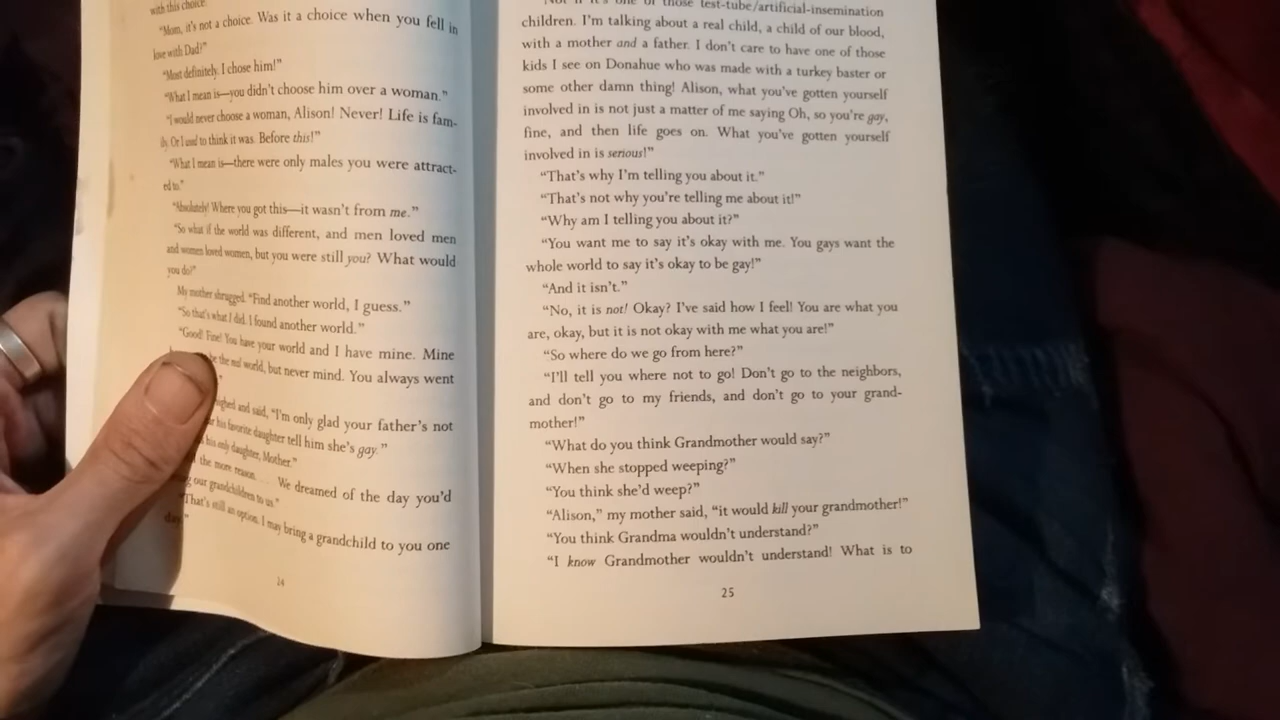 with this choice.
"Mom, it's not a choice. Was it a choice when you fell in
love with Dad?"
"Most definitely. I chose him!"
"What I mean is—you didn't choose him over a woman."
"I would never choose a woman, Alison! Never! Life is fam-
ily. Or I used to think it was. Before this!"
"What I mean is—there were only males you were attract-
ed to."
"Absolutely! Where you got this—it wasn't from me."
"So what if the world was different, and men loved men
and women loved women, but you were still you? What would
you do?"
My mother shrugged. "Find another world, I guess."
"So that's what I did. I found another world."
"Good! Fine! You have your world and I have mine. Mine
be the real world, but never mind. You always went
and said, "I'm only glad your father's not
his favorite daughter tell him she's gay."
his only daughter, Mother."
the more reason. . . . We dreamed of the day you'd
our grandchildren to us."
"That's still an option. I may bring a grandchild to you one
day."
24
"Not if it's one of those test-tube/artificial-insemination
children. I'm talking about a real child, a child of our blood,
with a mother and a father. I don't care to have one of those
kids I see on Donahue who was made with a turkey baster or
some other damn thing! Alison, what you've gotten yourself
involved in is not just a matter of me saying Oh, so you're gay,
fine, and then life goes on. What you've gotten yourself
involved in is serious!"
"That's why I'm telling you about it."
"That's not why you're telling me about it!"
"Why am I telling you about it?"
"You want me to say it's okay with me. You gays want the
whole world to say it's okay to be gay!"
"And it isn't."
"No, it is not! Okay? I've said how I feel! You are what you
are, okay, but it is not okay with me what you are!"
"So where do we go from here?"
"I'll tell you where not to go! Don't go to the neighbors,
and don't go to my friends, and don't go to your grand-
mother!"
"What do you think Grandmother would say?"
"When she stopped weeping?"
"You think she'd weep?"
"Alison," my mother said, "it would kill your grandmother!"
"You think Grandma wouldn't understand?"
"I know Grandmother wouldn't understand! What is to
25